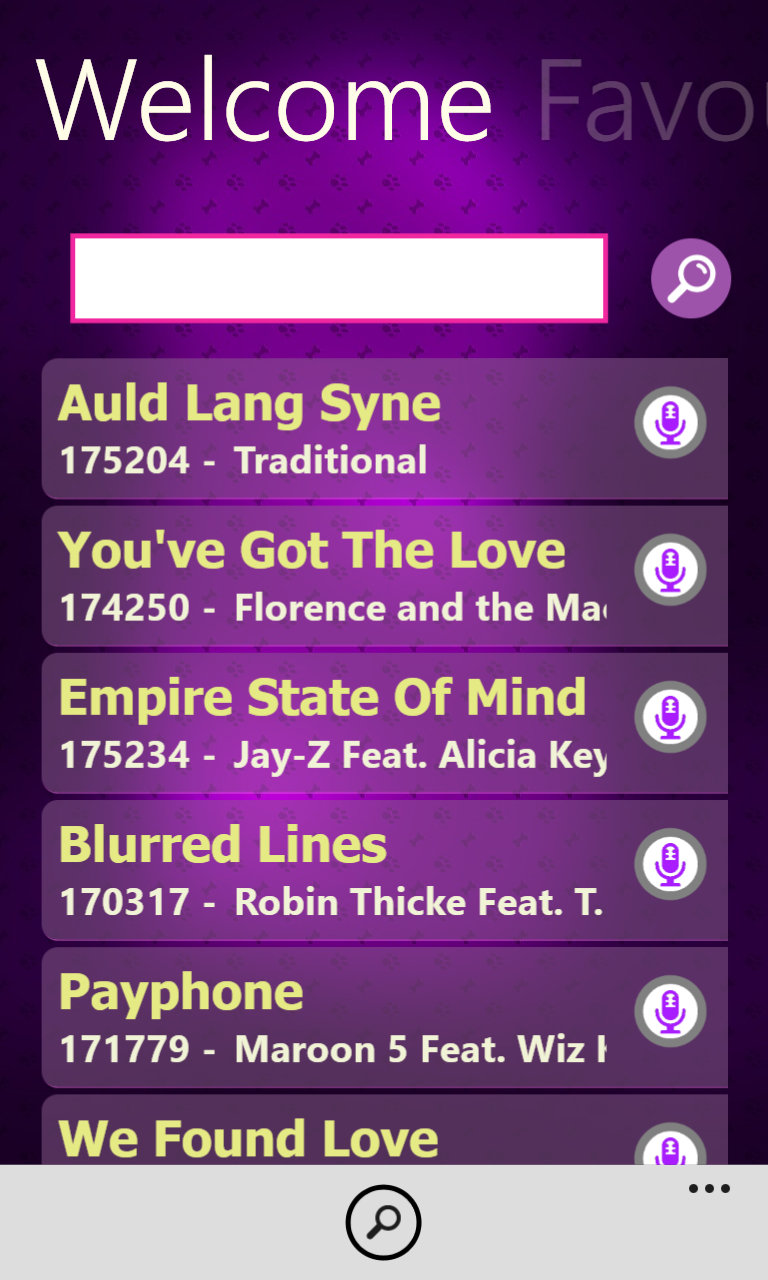 Welcome Favou
Auld Lang Syne
175204 - Traditional
You've Got The Love
174250 - Florence and the Mac
Empire State Of Mind
175234 - Jay-Z Feat. Alicia Key
Blurred Lines
170317 - Robin Thicke Feat. T.
Payphone
171779 - Maroon 5 Feat. Wiz
We Found Love